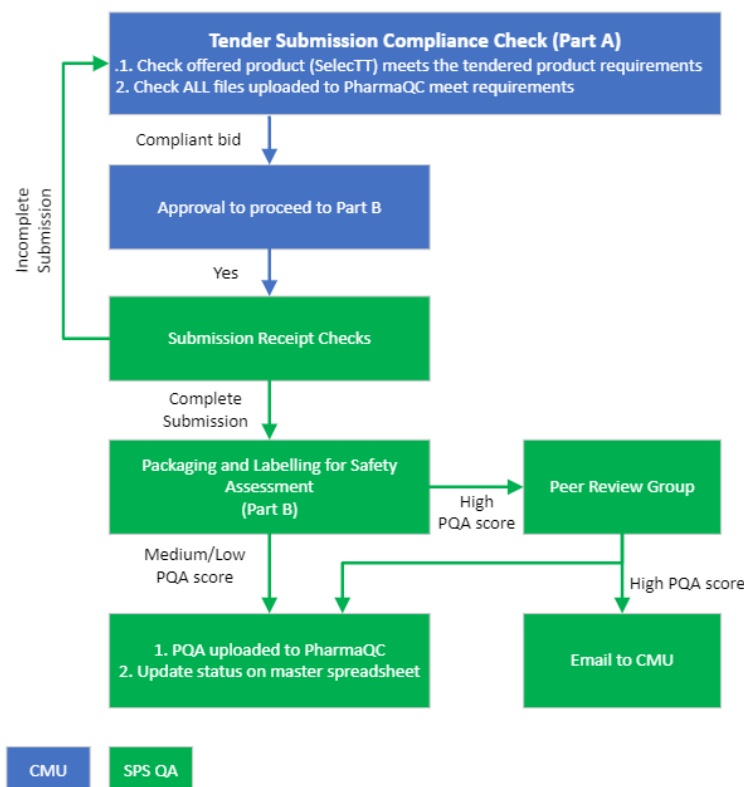 Tender Submission Compliance Check (Part A)
.1. Check offered product (SelecTT) meets the tendered product requirements
2. Check ALL files uploaded to PharmaQC meet requirements
Compliant bid
Incomplete
Submission
Approval to proceed to Part B
Yes
Submission Receipt Checks
Complete
Submission
Packaging and Labelling for Safety
Assessment
(Part B)
High
PQA score
Peer Review Group
Medium/Low
PQA score
High PQA score
1. PQA uploaded to PharmaQC
2. Update status on master spreadsheet
Email to CMU
CMU
SPS QA